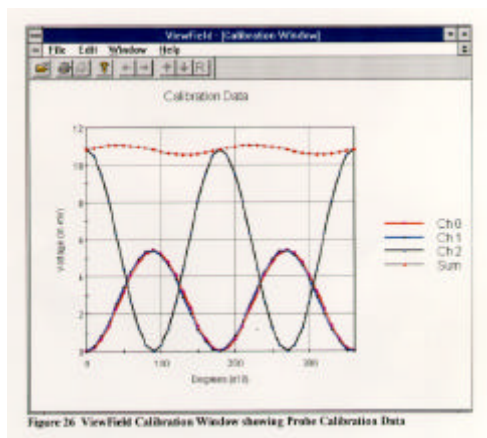 ViewField - [Calibration Window]
File Edit Window Help
R
Calibration Data
12
10
8
6
4
2
0
Voltage (in mV)
0 100 200 300
Degrees
Ch 0
Ch 1
Ch 2
Sum
Figure 26 ViewField Calibration Window showing Probe Calibration Data